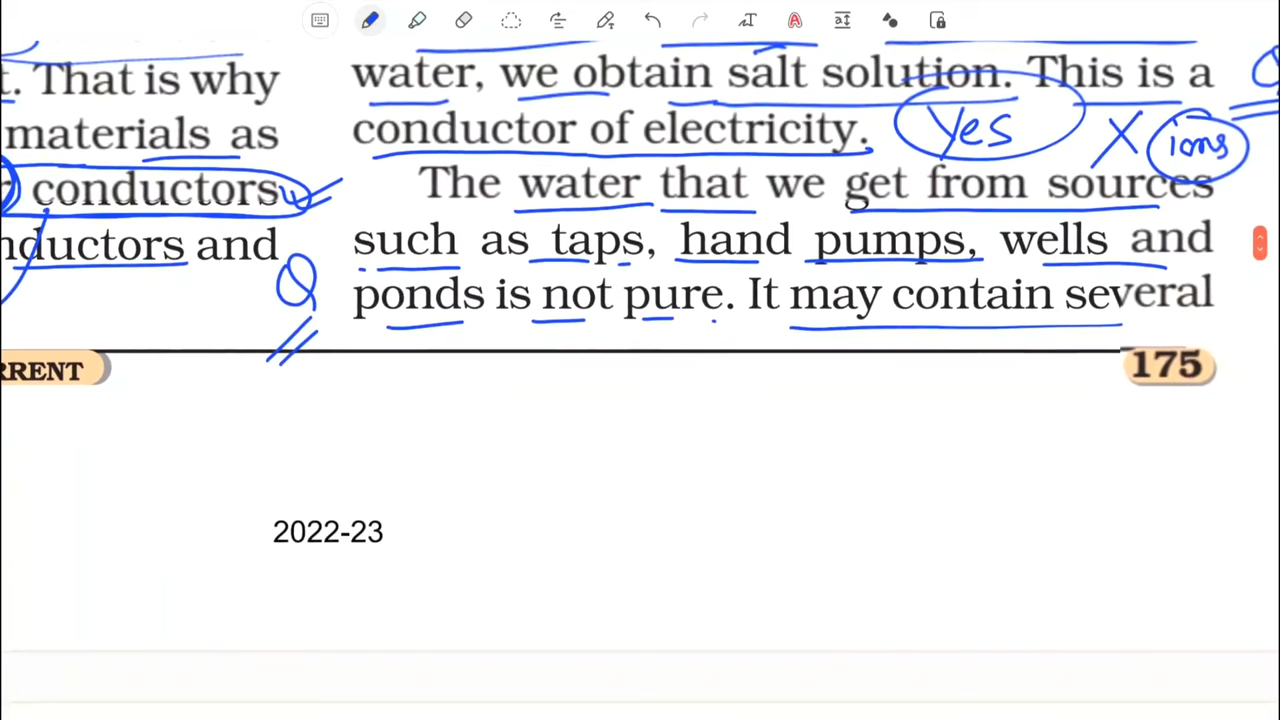 t. That is why
materials as
conductors
nductors and
water, we obtain salt solution. This is a
conductor of electricity. Yes X ions
The water that we get from sources
such as taps, hand pumps, wells and
Q
ponds is not pure. It may contain several
RRENT
175
2022-23